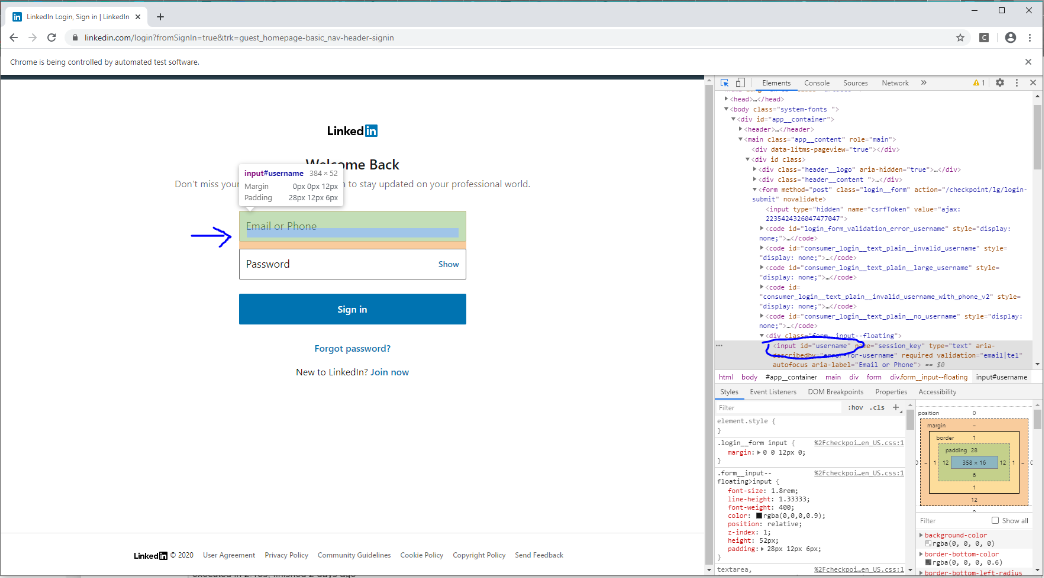 LinkedIn Login, Sign in | LinkedIn
linkedin.com/login?fromSignIn=true&trk=guest_homepage-basic_nav-header-signin
Chrome is being controlled by automated test software.
LinkedIn
Welcome Back
Don't miss your
n to stay updated on your professional world.
input#username 384 × 52
Margin 0px 0px 12px
Padding 28px 12px 6px
Email or Phone
Password Show
Sign in
Forgot password?
New to LinkedIn? Join now
LinkedIn © 2020 User Agreement Privacy Policy Community Guidelines Cookie Policy Copyright Policy Send Feedback
Elements Console Sources Network » 1
<head>…</head>
<body class="system-fonts ">
<div id="app__container">
<header>…</header>
<main class="app__content" role="main">
<div data-litms-pageview="true"></div>
<div id class>
<div class="header__logo" aria-hidden="true">…</div>
<div class="header__content ">…</div>
<form method="post" class="login__form" action="/checkpoint/lg/login-
submit" novalidate>
<input type="hidden" name="csrfToken" value="ajax:
2235424326847477047">
<code id="login_form_validation_error_username" style="display:
none;">…</code>
<code id="consumer_login__text_plain__invalid_username" style=
"display: none;">…</code>
<code id="consumer_login__text_plain__large_username" style=
"display: none;">…</code>
<code id=
"consumer_login__text_plain__invalid_username_with_phone_v2" style=
"display: none;">…</code>
<code id="consumer_login__text_plain__no_username" style="display:
none;">…</code>
<div class="form__input--floating">
<input id="username" "session_key" type="text" aria-
required validation="email|tel"
autofocus aria-label="Email or Phone"> == $0
html body #app__container main div form div.form__input--floating input#username
Styles Event Listeners DOM Breakpoints Properties Accessibility
Filter :hov .cls +
element.style {
}
.login__form input { %2Fcheckpoi…en_US.css:1
margin: 0 0 12px 0;
}
.form__input-- %2Fcheckpoi…en_US.css:1
floating>input {
font-size: 1.8rem;
line-height: 1.33333;
font-weight: 400;
color: rgba(0,0,0,0.9);
position: relative;
z-index: 1;
height: 52px;
padding: 28px 12px 6px;
}
textarea, %2Fcheckpoi…en_US.css:1
position 0
margin -
border 1
padding 28
- 1 12 358 × 16 12 1 -
6
1
12
Filter Show all
background-color
rgba(0, 0, 0, 0)
border-bottom-color
rgba(0, 0, 0, 0.6)
border-bottom-left-radius